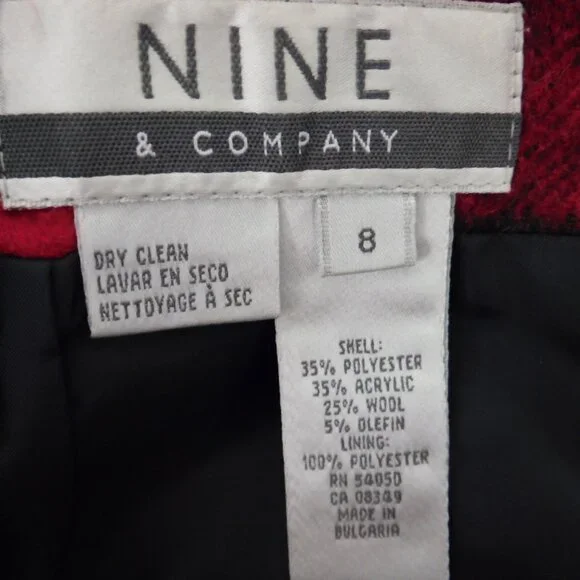 NINE
& COMPANY
DRY CLEAN
LAVAR EN SECO
NETTOYAGE À SEC
8
SHELL:
35% POLYESTER
35% ACRYLIC
25% WOOL
5% OLEFIN
LINING:
100% POLYESTER
RN 54050
CA 08349
MADE IN
BULGARIA